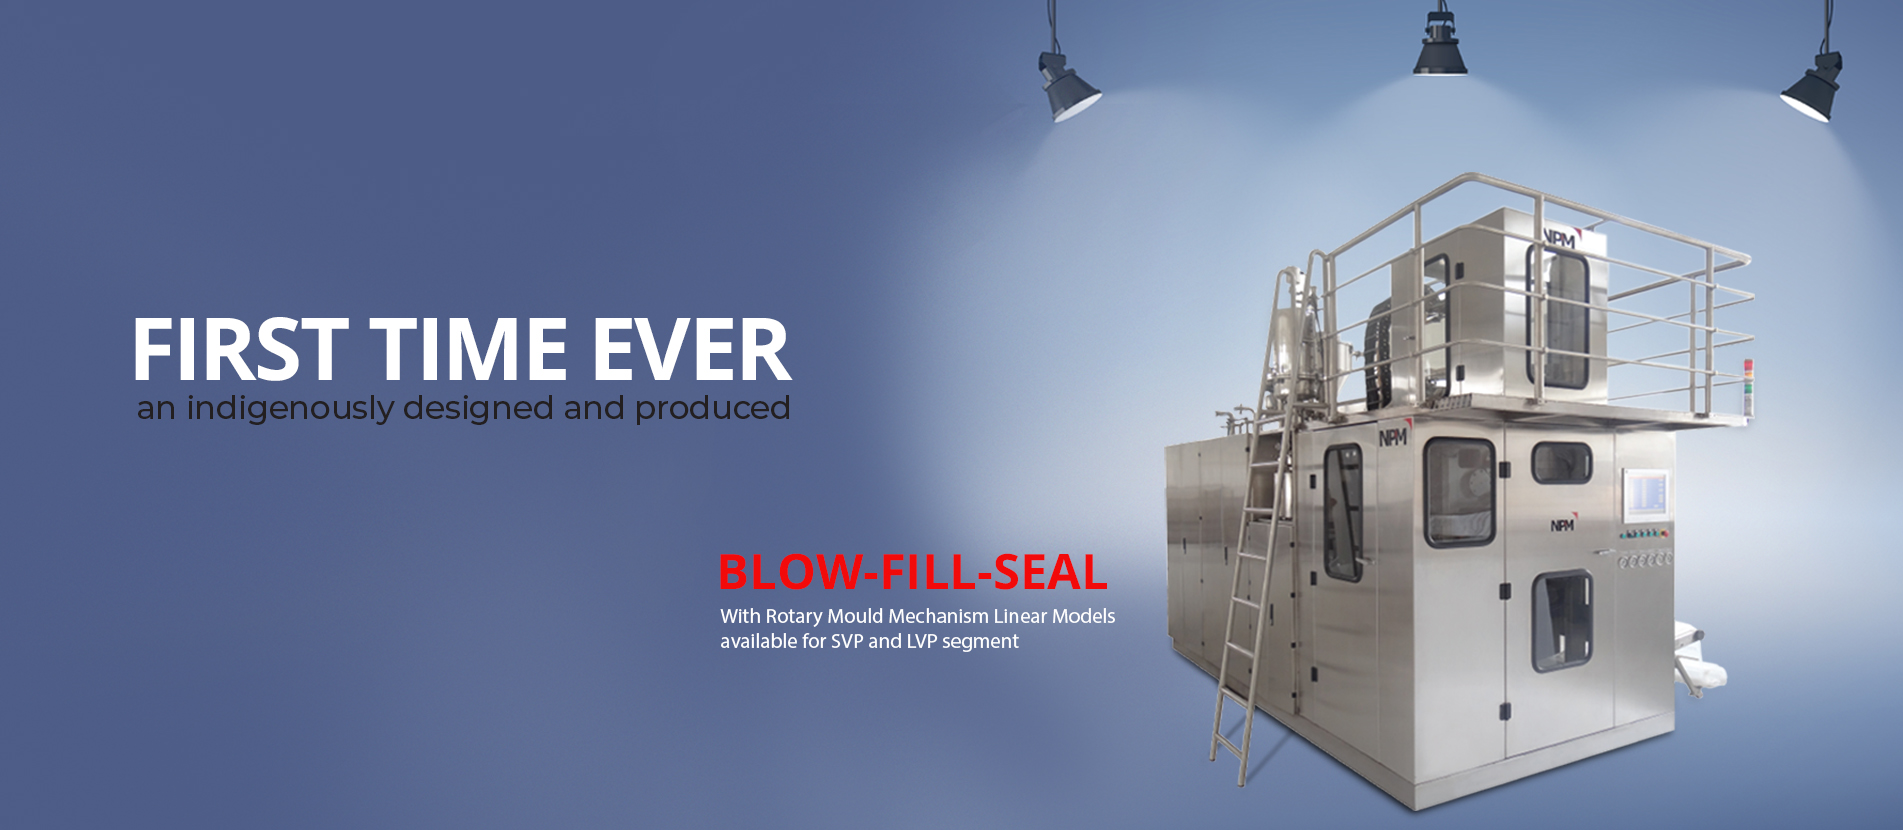 FIRST TIME EVER
an indigenously designed and produced
BLOW-FILL-SEAL
With Rotary Mould Mechanism Linear Models
available for SVP and LVP segment
NPM
NPM
NPM